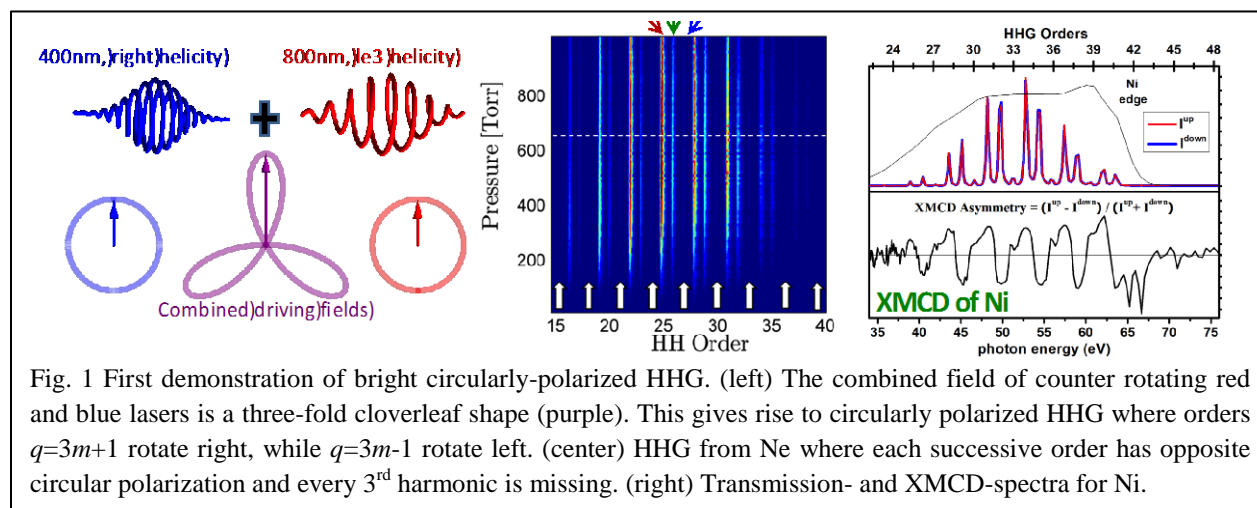 400nm,)right)helicity)
800nm,)le3)helicity)
Combined)driving)fields)
Pressure [Torr]
800
600
400
200
15 20 25 30 35 40
HH Order
HHG Orders
24 27 30 33 36 39 42 45 48
Ni
edge
I^up
I^down
XMCD Asymmetry = (I^up - I^down) / (I^up + I^down)
XMCD of Ni
35 40 45 50 55 60 65 70 75
photon energy (eV)
Fig. 1 First demonstration of bright circularly-polarized HHG. (left) The combined field of counter rotating red
and blue lasers is a three-fold cloverleaf shape (purple). This gives rise to circularly polarized HHG where orders
q=3m+1 rotate right, while q=3m-1 rotate left. (center) HHG from Ne where each successive order has opposite
circular polarization and every 3rd harmonic is missing. (right) Transmission- and XMCD-spectra for Ni.